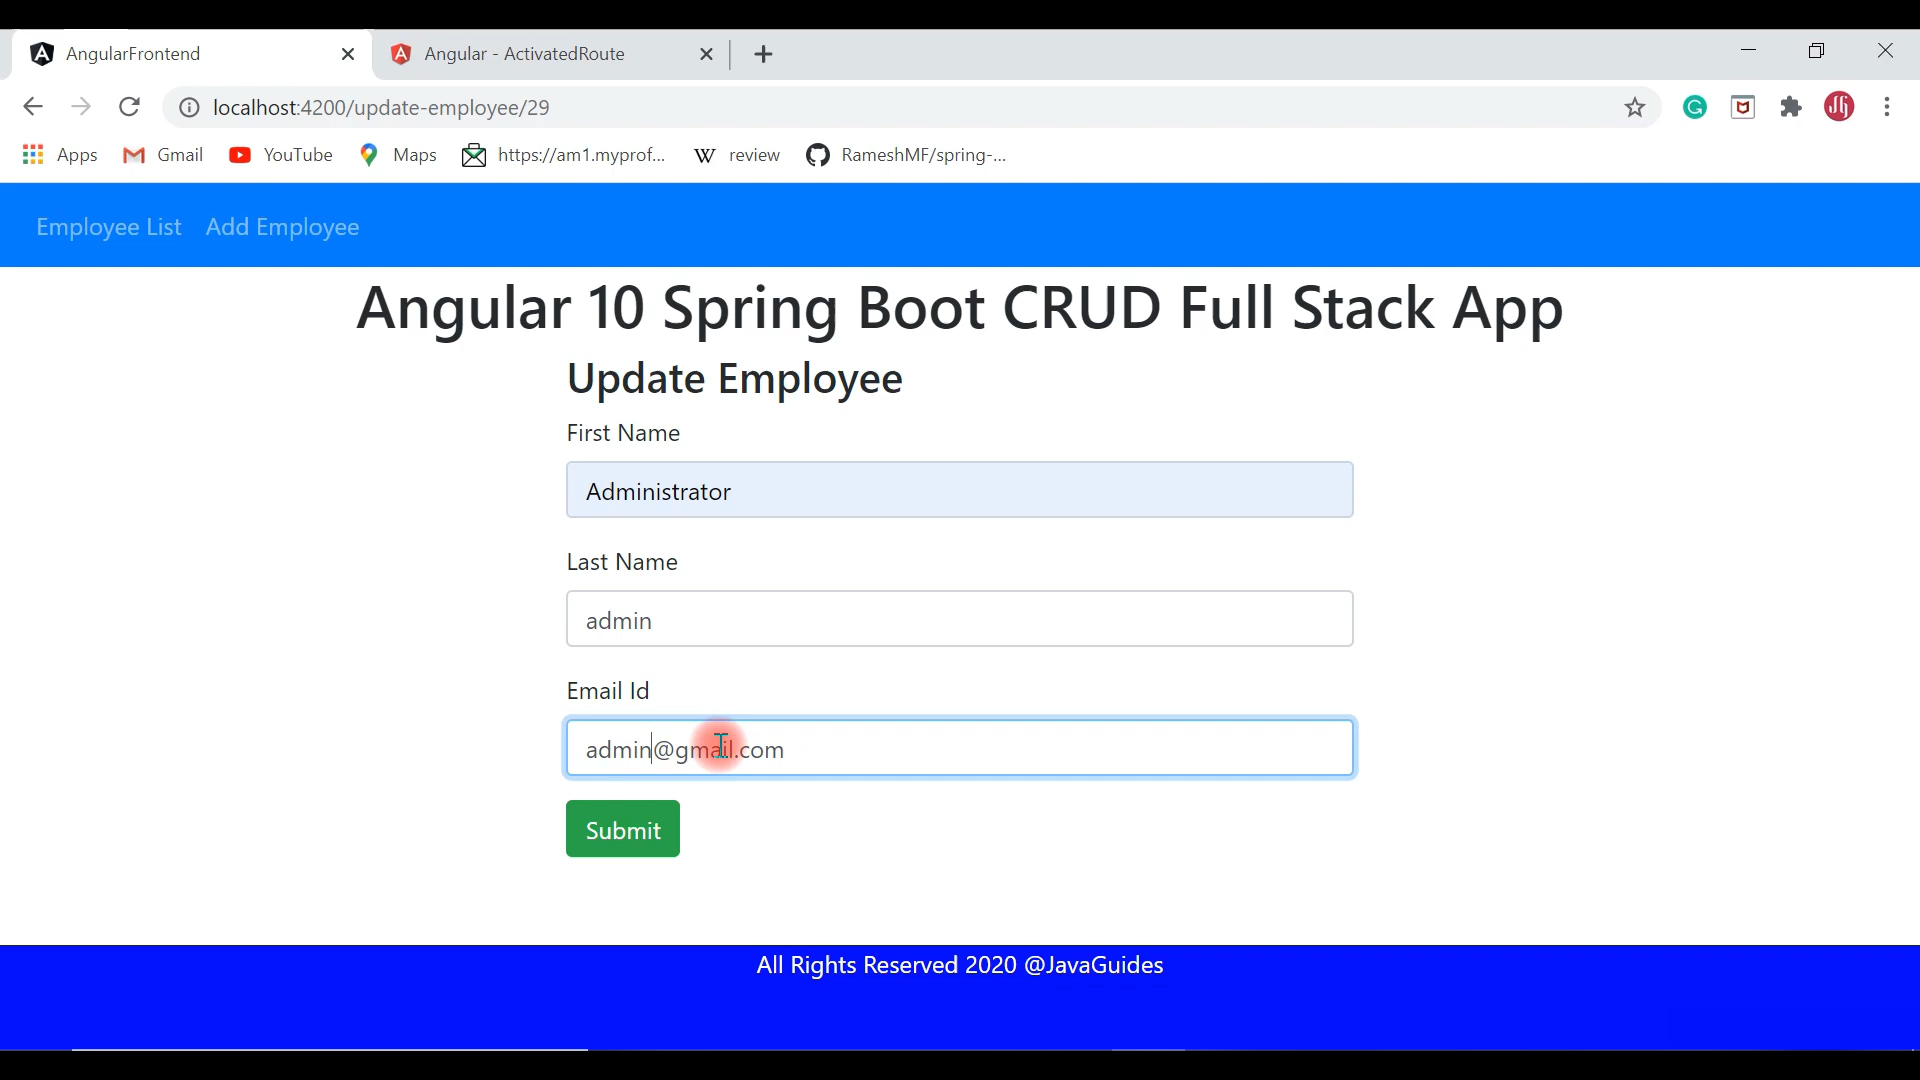 AngularFrontend
Angular - ActivatedRoute
localhost:4200/update-employee/29
Apps
Gmail
YouTube
Maps
https://am1.myprof...
W review
RameshMF/spring-...
Employee List Add Employee
Angular 10 Spring Boot CRUD Full Stack App
Update Employee
First Name
Administrator
Last Name
admin
Email Id
admin@gmail.com
Submit
All Rights Reserved 2020 @JavaGuides